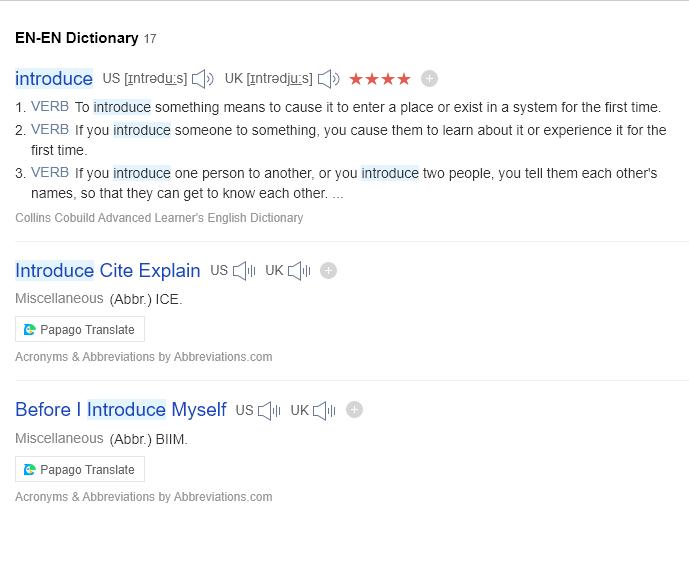 EN-EN Dictionary 17
introduce US [ɪntrədu:s] UK [ɪntrədju:s] ★★★★
1. VERB To introduce something means to cause it to enter a place or exist in a system for the first time.
2. VERB If you introduce someone to something, you cause them to learn about it or experience it for the
first time.
3. VERB If you introduce one person to another, or you introduce two people, you tell them each other's
names, so that they can get to know each other. ...
Collins Cobuild Advanced Learner's English Dictionary
Introduce Cite Explain US UK
Miscellaneous (Abbr.) ICE.
Papago Translate
Acronyms & Abbreviations by Abbreviations.com
Before I Introduce Myself US UK
Miscellaneous (Abbr.) BIIM.
Papago Translate
Acronyms & Abbreviations by Abbreviations.com